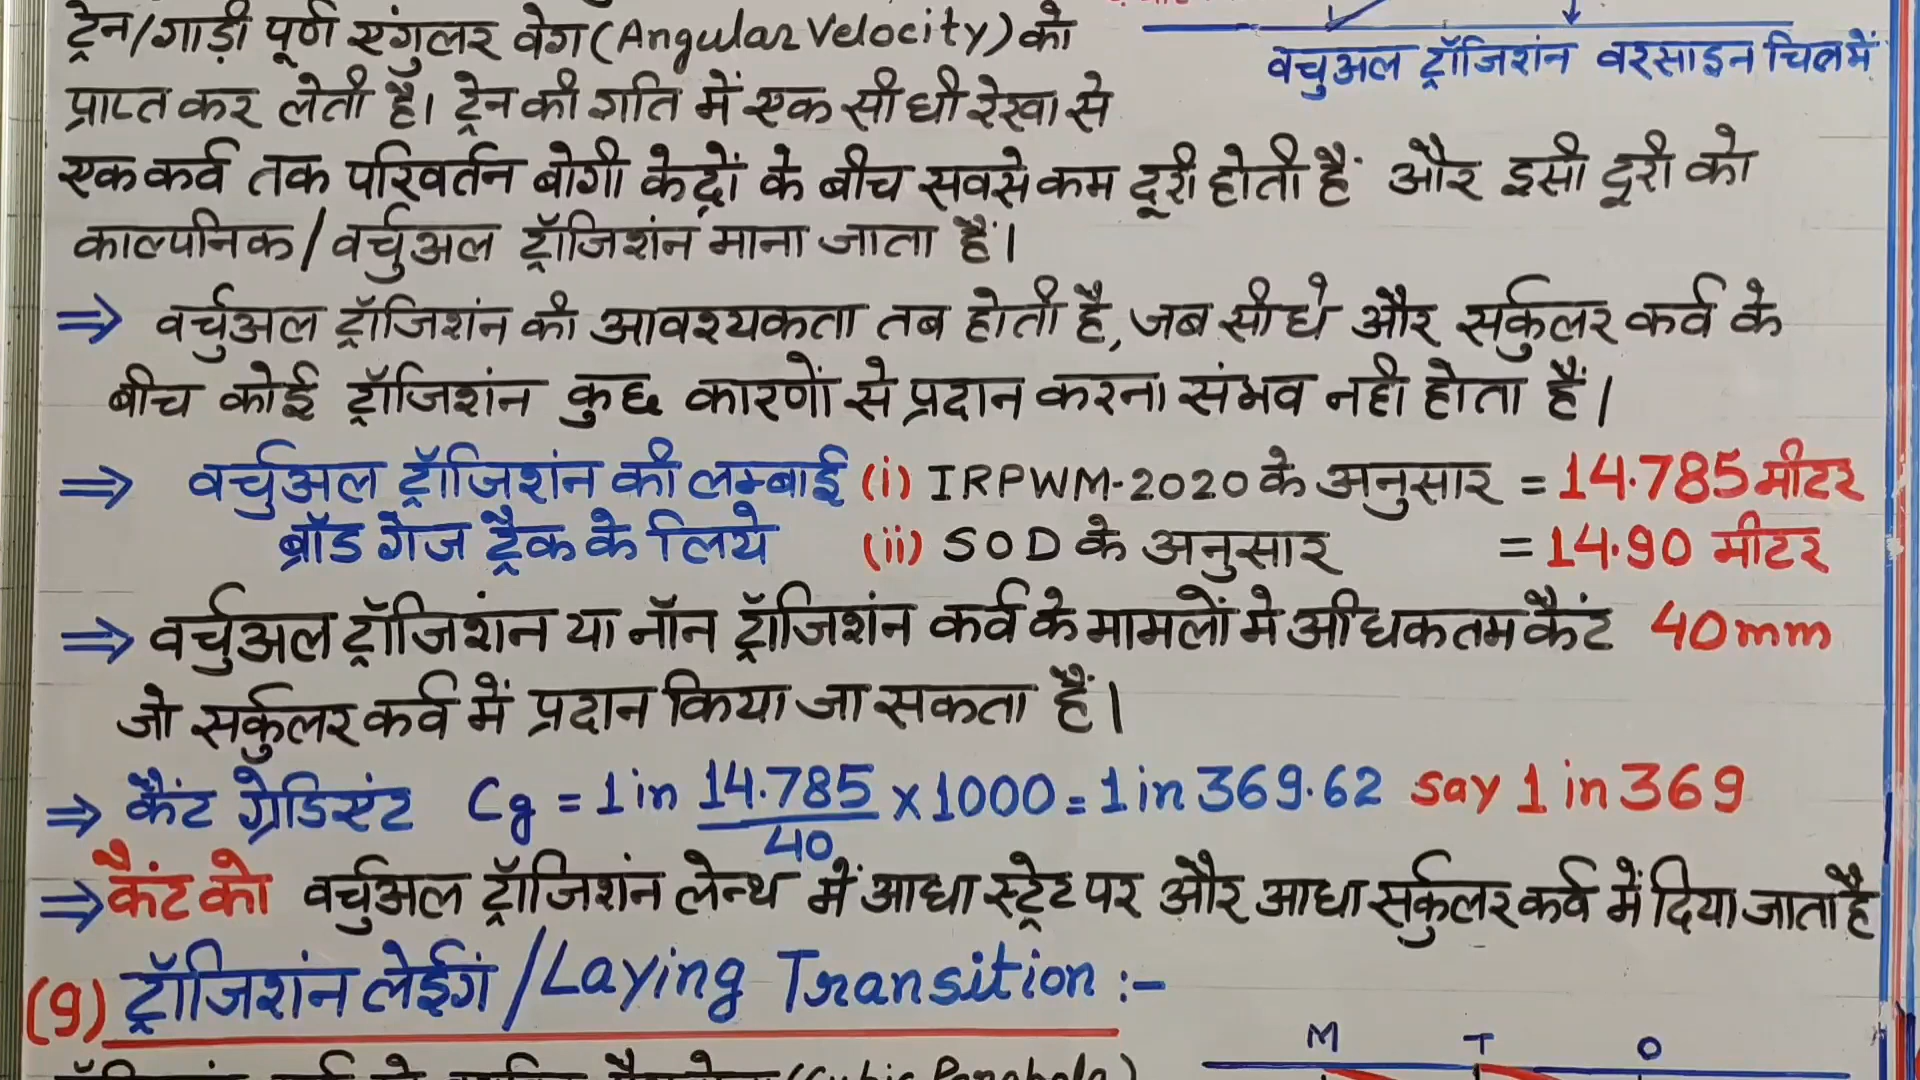 ट्रेन/गाड़ी पूर्ण एंगुलर वेग(Angular Velocity) को
वर्चुअल ट्रॉजिशंन वरसाइन चित्र में
प्राप्त कर लेती है। ट्रेन की गति में एक सीधी रेखा से
एक कर्व तक परिवर्तन बोगी केद्रों के बीच सबसे कम दूरी होती है और इसी दूरी को
काल्पनिक/वर्चुअल ट्रॉजिशंन माना जाता है।
⇒ वर्चुअल ट्रॉजिशंन की आवश्यकता तब होती है, जब सीधे और सर्कुलर कर्व के
बीच कोई ट्रॉजिशंन कुछ कारणों से प्रदान करना संभव नही होता है।
⇒ वर्चुअल ट्रॉजिशंन की लम्बाई (i) IRPWM-2020 के अनुसार = 14.785 मीटर
ब्रॉड गेज ट्रैक के लिये (ii) SOD के अनुसार = 14.90 मीटर
⇒ वर्चुअल ट्रॉजिशंन या नॉन ट्रॉजिशंन कर्व के मामलों मे अधिकतम कैंट 40mm
जो सर्कुलर कर्व में प्रदान किया जा सकता हैं।
⇒ कैंट ग्रेडिएंट Cg = 1 in 14.785/40 x 1000 = 1 in 369.62 say 1 in 369
⇒ कैंट को वर्चुअल ट्रॉजिशंन लेन्थ में आधा स्ट्रेट पर और आधा सर्कुलर कर्व में दिया जाता है
(9) ट्रॉजिशंन लेईगं /Laying Transition :-
M T O
(Cubic Parabola)